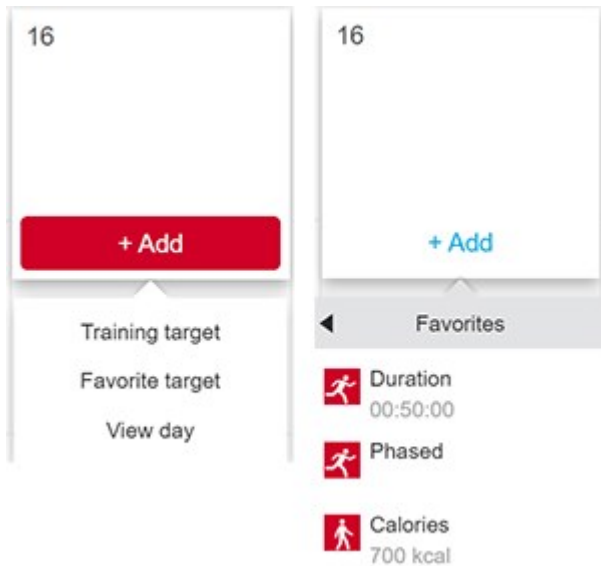 16
+ Add
Training target
Favorite target
View day
16
+ Add
Favorites
Duration
00:50:00
Phased
Calories
700 kcal